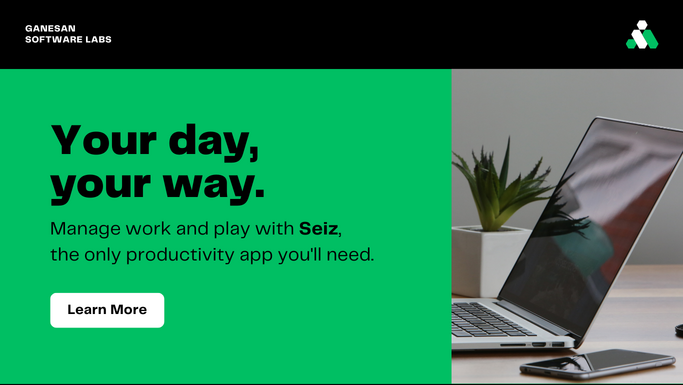 GANESAN
SOFTWARE LABS
Your day,
your way.
Manage work and play with Seiz,
the only productivity app you'll need.
Learn More